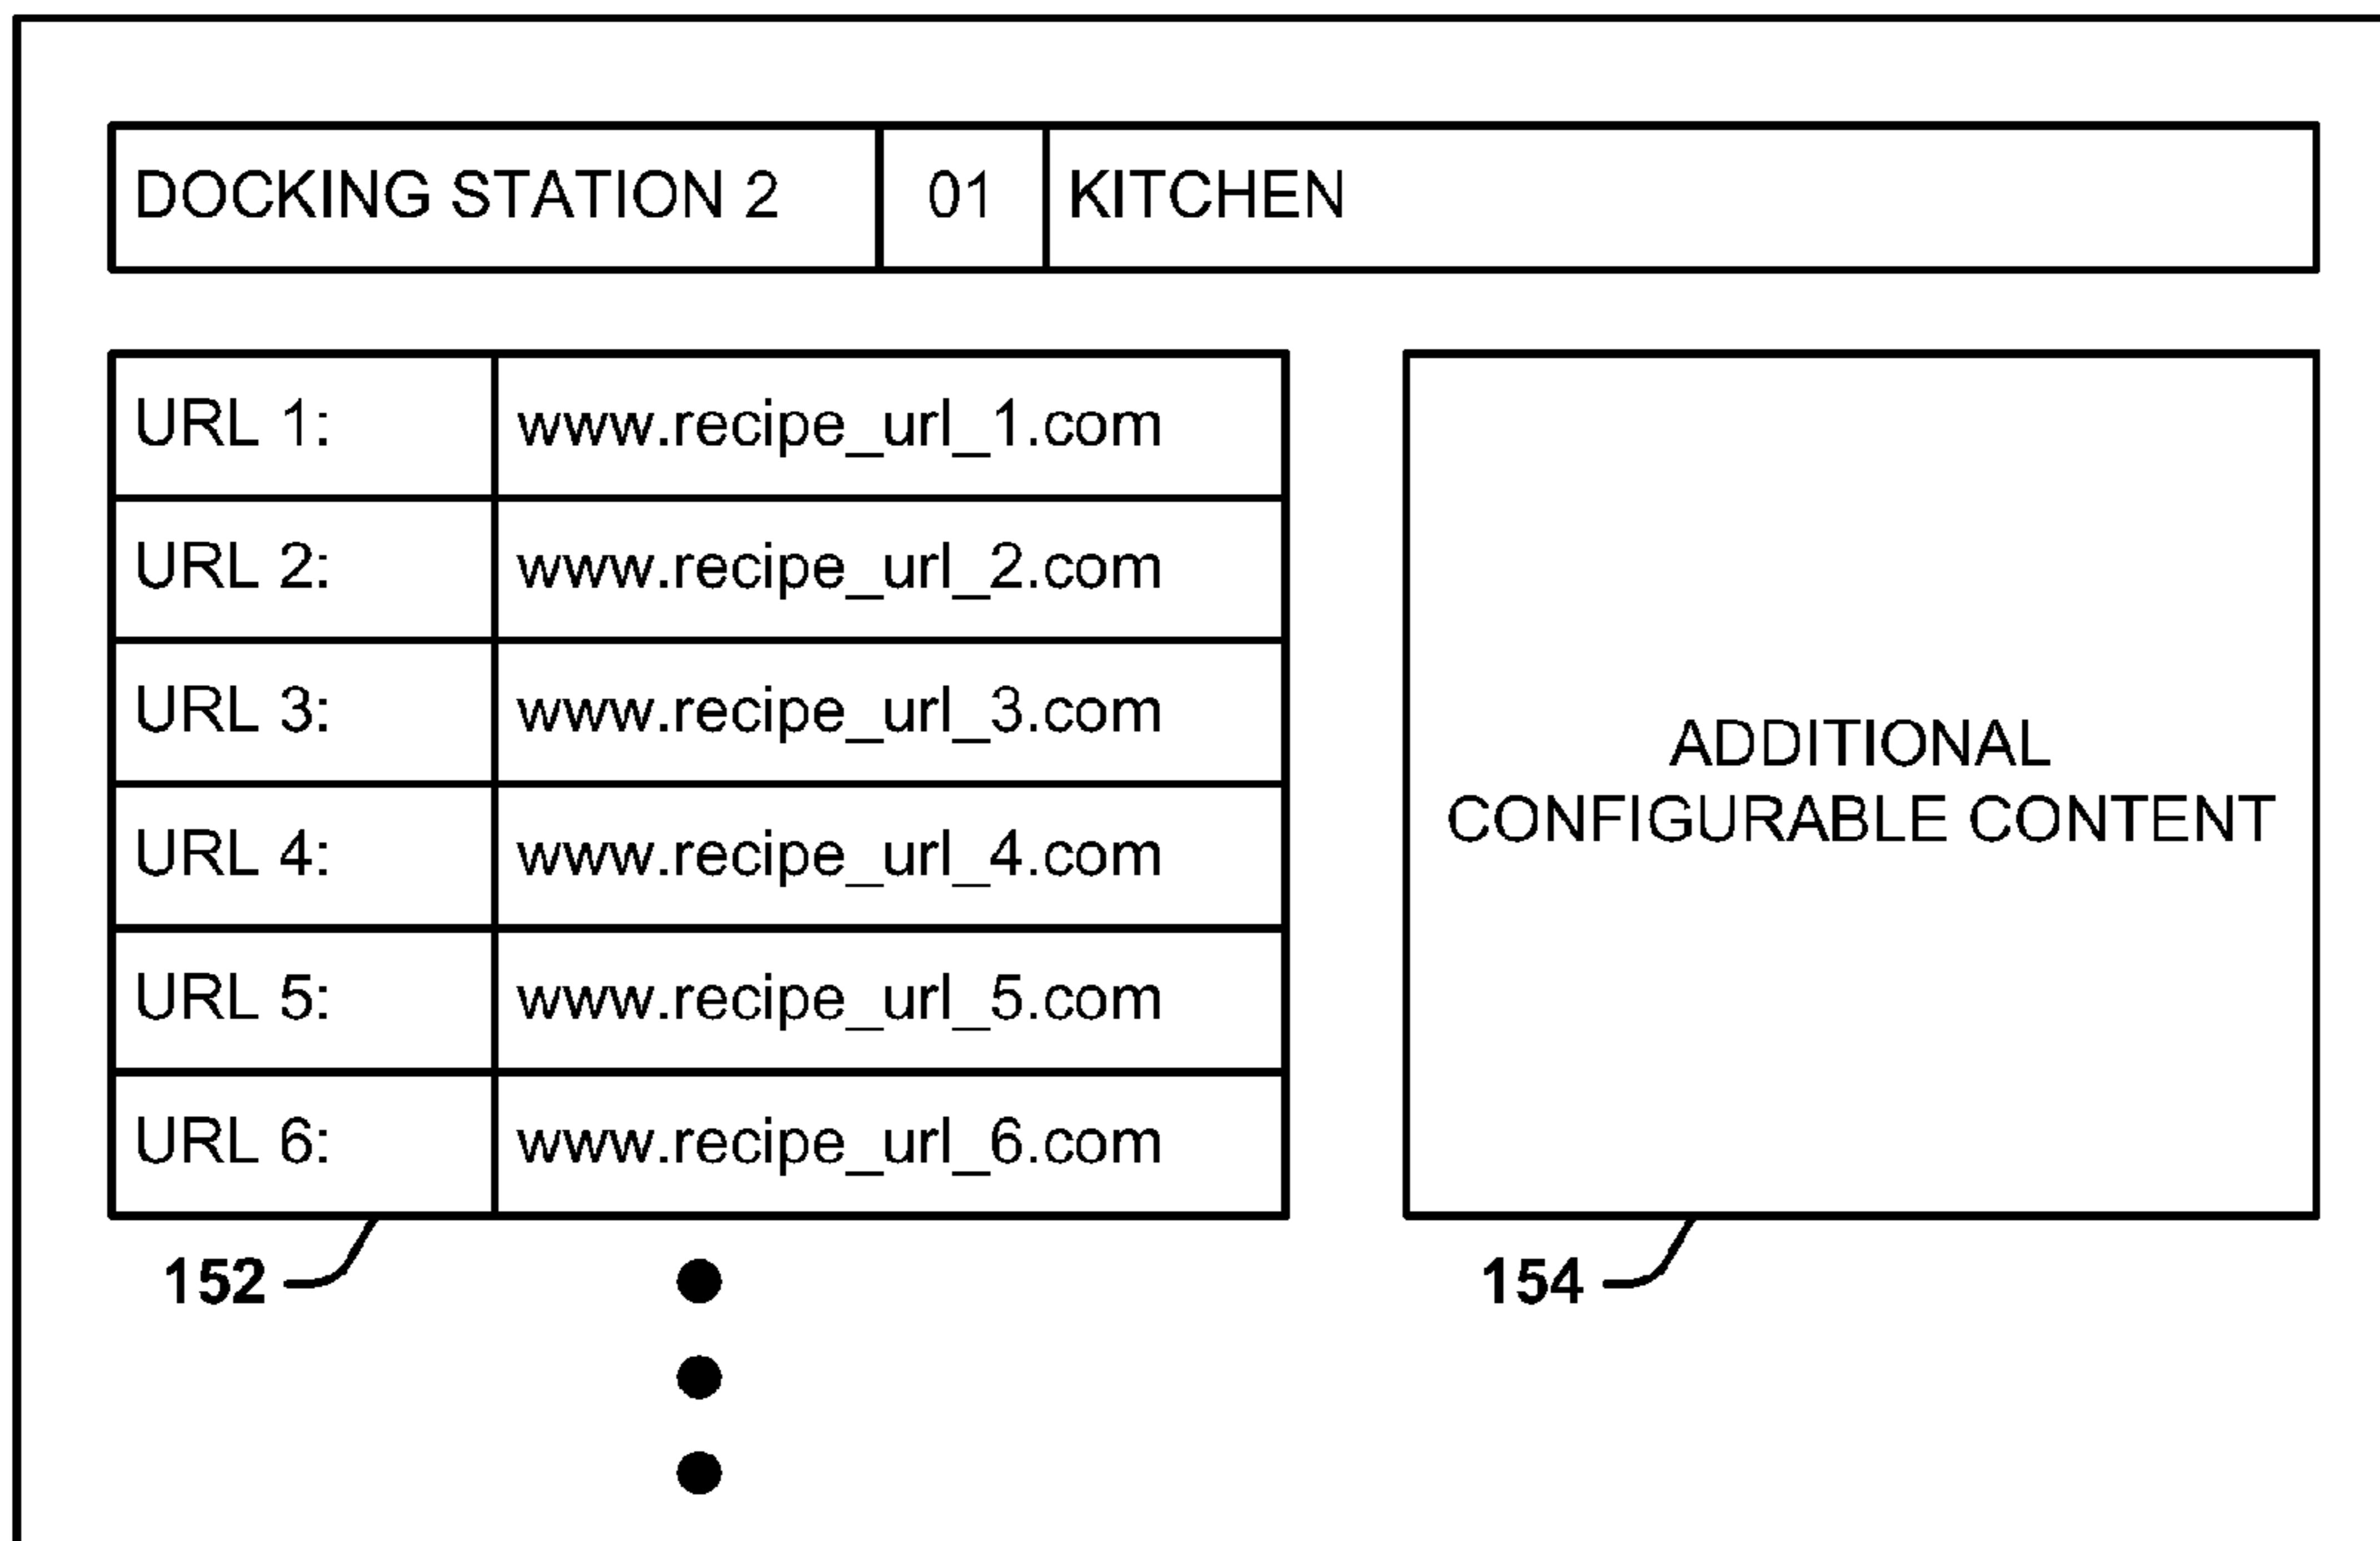 DOCKING STATION 2 01 KITCHEN
URL 1: www.recipe_url_1.com
URL 2: www.recipe_url_2.com
URL 3: www.recipe_url_3.com
URL 4: www.recipe_url_4.com
URL 5: www.recipe_url_5.com
URL 6: www.recipe_url_6.com
152
ADDITIONAL
CONFIGURABLE CONTENT
154